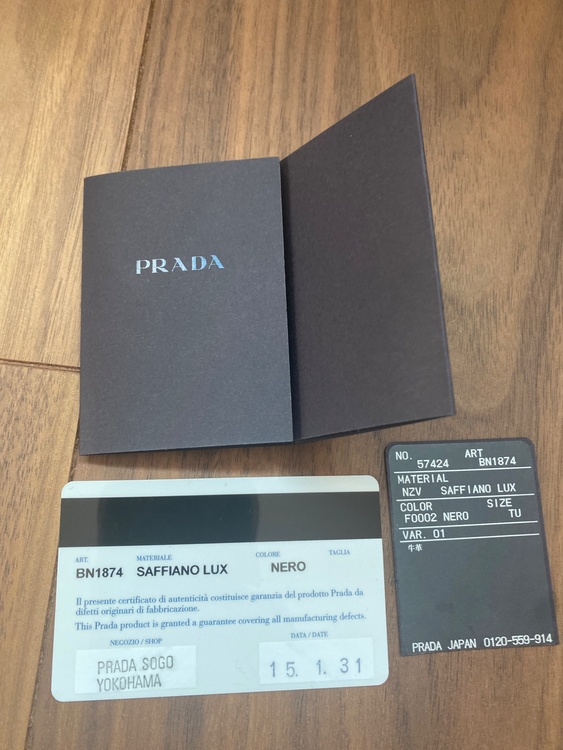 PRADA
ART. MATERIALE COLORE TAGLIA
BN1874 SAFFIANO LUX NERO
Il presente certificato di autenticità costituisce garanzia del prodotto Prada da
difetti originari di fabbricazione.
This Prada product is granted a guarantee covering all manufacturing defects.
NEGOZIO / SHOP DATA / DATE
PRADA SOGO
YOKOHAMA
15. 1. 31
NO. ART
57424 BN1874
MATERIAL
NZV SAFFIANO LUX
COLOR SIZE
F0002 NERO TU
VAR. 01
牛革
PRADA JAPAN 0120-559-914